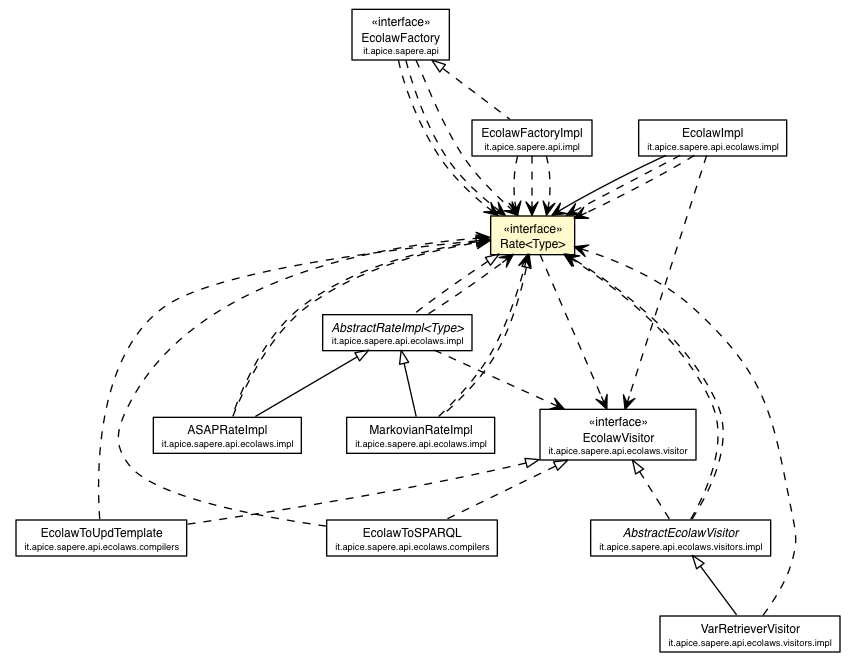 «interface»
EcolawFactory
it.apice.sapere.api
EcolawFactoryImpl
it.apice.sapere.api.impl
EcolawImpl
it.apice.sapere.api.ecolaws.impl
«interface»
Rate<Type>
AbstractRateImpl<Type>
it.apice.sapere.api.ecolaws.impl
ASAPRateImpl
it.apice.sapere.api.ecolaws.impl
MarkovianRateImpl
it.apice.sapere.api.ecolaws.impl
«interface»
EcolawVisitor
it.apice.sapere.api.ecolaws.visitor
EcolawToUpdTemplate
it.apice.sapere.api.ecolaws.compilers
EcolawToSPARQL
it.apice.sapere.api.ecolaws.compilers
AbstractEcolawVisitor
it.apice.sapere.api.ecolaws.visitors.impl
VarRetrieverVisitor
it.apice.sapere.api.ecolaws.visitors.impl